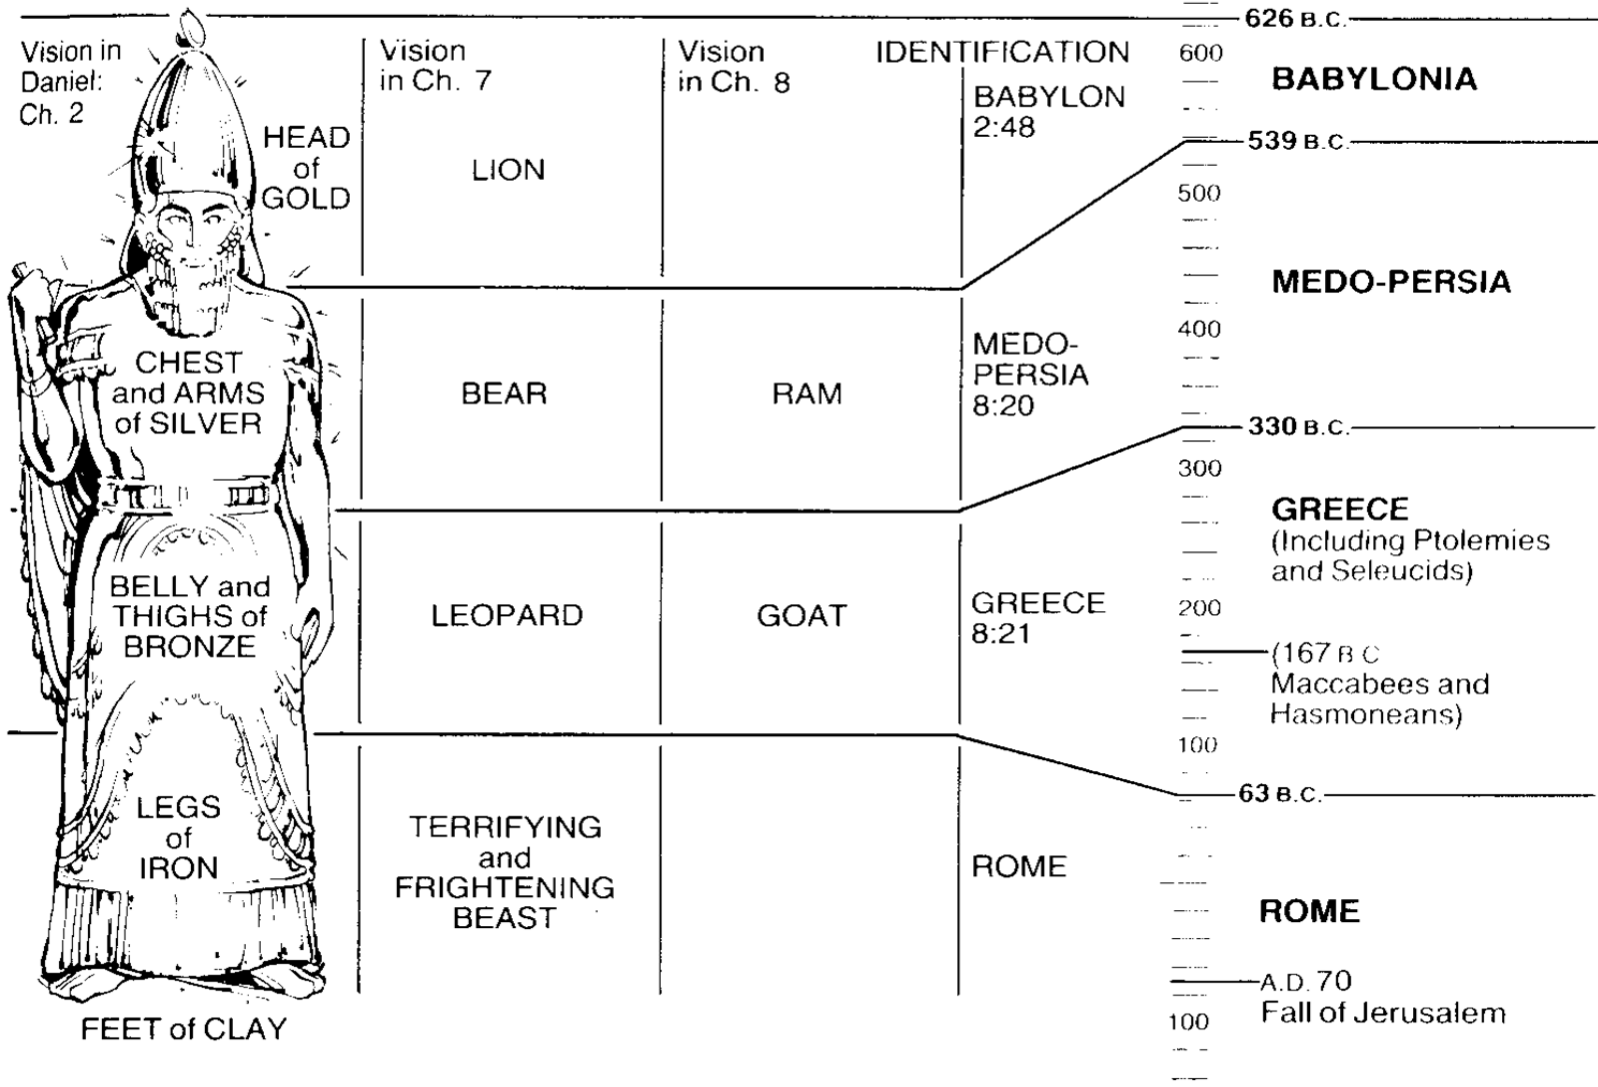 Vision in
Daniel:
Ch. 2
HEAD
of
GOLD
CHEST
and ARMS
of SILVER
BELLY and
THIGHS of
BRONZE
LEGS
of
IRON
FEET of CLAY
Vision
in Ch. 7
LION
BEAR
LEOPARD
TERRIFYING
and
FRIGHTENING
BEAST
Vision
in Ch. 8
RAM
GOAT
IDENTIFICATION
BABYLON
2:48
MEDO-
PERSIA
8:20
GREECE
8:21
ROME
626 B.C.
600
BABYLONIA
539 B.C.
500
MEDO-PERSIA
400
330 B.C.
300
GREECE
(Including Ptolemies
and Seleucids)
200
(167 B C
Maccabees and
Hasmoneans)
100
63 B.C.
ROME
A.D. 70
Fall of Jerusalem
100